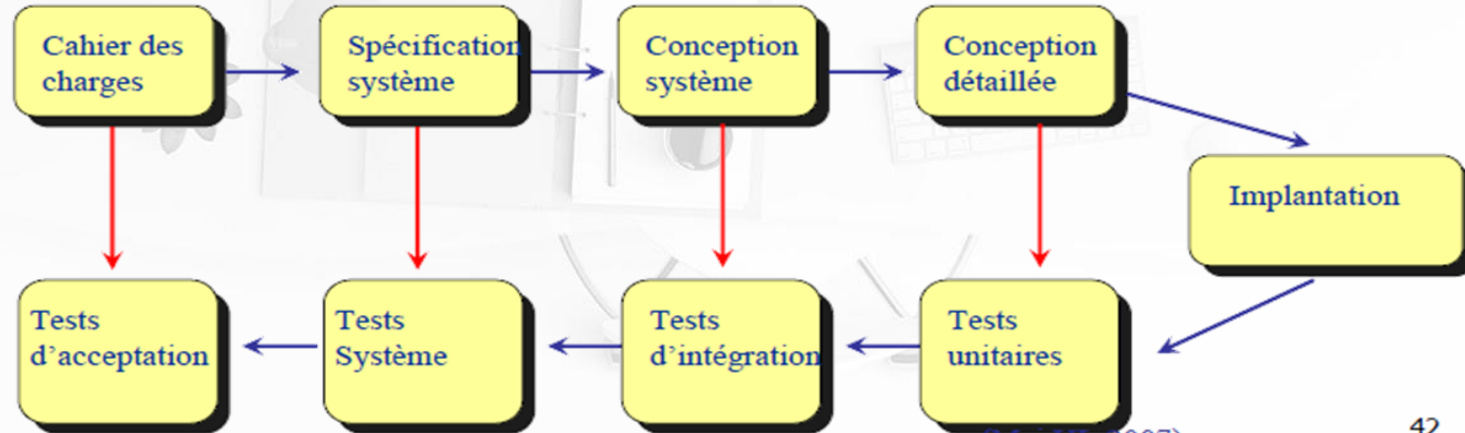 Cahier des
charges
Spécification
système
Conception
système
Conception
détaillée
Implantation
Tests
d’acceptation
Tests
Système
Tests
d’intégration
Tests
unitaires
42